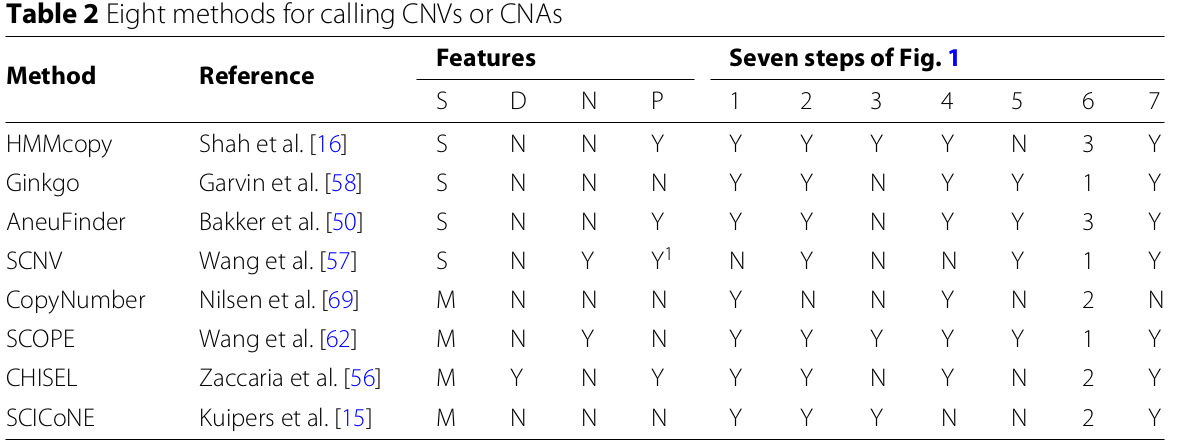 Table 2 Eight methods for calling CNVs or CNAs
Method Reference Features Seven steps of Fig. 1
S D N P 1 2 3 4 5 6 7
HMMcopy Shah et al. [16] S N N Y Y Y Y Y N 3 Y
Ginkgo Garvin et al. [58] S N N N Y Y N Y Y 1 Y
AneuFinder Bakker et al. [50] S N N Y Y Y N Y Y 3 Y
SCNV Wang et al. [57] S N Y Y¹ N Y N N Y 1 Y
CopyNumber Nilsen et al. [69] M N N N Y N N Y N 2 N
SCOPE Wang et al. [62] M N Y N Y Y Y Y Y 1 Y
CHISEL Zaccaria et al. [56] M Y N Y Y Y N Y N 2 Y
SCICoNE Kuipers et al. [15] M N N N Y Y Y N N 2 Y